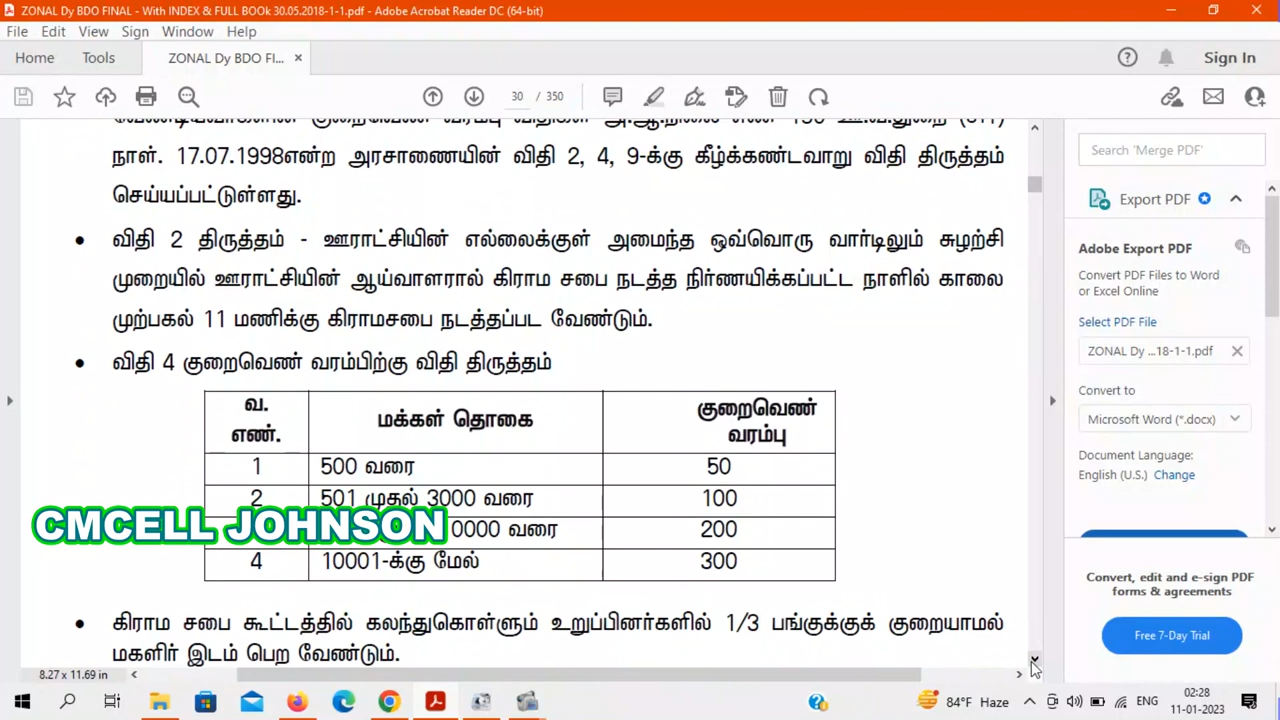 ZONAL Dy BDO FINAL - With INDEX & FULL BOOk 30.05.2018-1-1.pdf - Adobe Acrobat Reader DC (64-bit)
File Edit View Sign Window Help
Home Tools ZONAL Dy BDO FI... × Sign In
30 / 350
நாள். 17.07.1998என்ற அரசாணையின் விதி 2, 4, 9-க்கு கீழ்க்கண்டவாறு விதி திருத்தம்
செய்யப்பட்டுள்ளது.
• விதி 2 திருத்தம் - ஊராட்சியின் எல்லைக்குள் அமைந்த ஒவ்வொரு வார்டிலும் சுழற்சி
முறையில் ஊராட்சியின் ஆய்வாளரால் கிராம சபை நடத்த நிர்ணயிக்கப்பட்ட நாளில் காலை
முற்பகல் 11 மணிக்கு கிராமசபை நடத்தப்பட வேண்டும்.
• விதி 4 குறைவெண் வரம்பிற்கு விதி திருத்தம்
வ. எண். மக்கள் தொகை குறைவெண் வரம்பு
1 500 வரை 50
2 501 முதல் 3000 வரை 100
0000 வரை 200
4 10001-க்கு மேல் 300
CMCELL JOHNSON
• கிராம சபை கூட்டத்தில் கலந்துகொள்ளும் உறுப்பினர்களில் 1/3 பங்குக்குக் குறையாமல்
மகளிர் இடம் பெற வேண்டும்.
8.27 x 11.69 in
Search 'Merge PDF'
Export PDF
Adobe Export PDF
Convert PDF Files to Word
or Excel Online
Select PDF File
ZONAL Dy ...18-1-1.pdf ×
Convert to
Microsoft Word (*.docx)
Document Language:
English (U.S.) Change
Convert, edit and e-sign PDF
forms & agreements
Free 7-Day Trial
84°F Haze ENG 02:28
11-01-2023